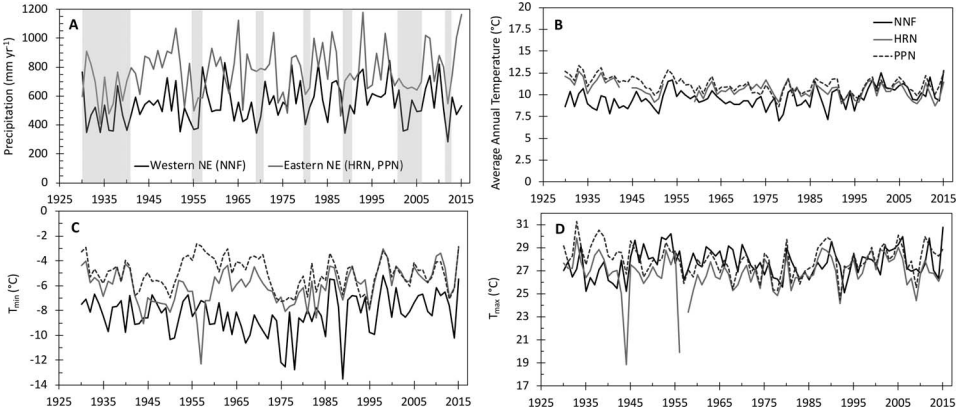 A
Precipitation (mm yr⁻¹)
1200
1000
800
600
400
200
0
Western NE (NNF)
Eastern NE (HRN, PPN)
1925 1935 1945 1955 1965 1975 1985 1995 2005 2015
B
Average Annual Temperature (°C)
20
17.5
15
12.5
10
7.5
5
2.5
0
NNF
HRN
PPN
1925 1935 1945 1955 1965 1975 1985 1995 2005 2015
C
Tmin (°C)
0
-2
-4
-6
-8
-10
-12
-14
1925 1935 1945 1955 1965 1975 1985 1995 2005 2015
D
Tmax (°C)
31
29
27
25
23
21
19
17
1925 1935 1945 1955 1965 1975 1985 1995 2005 2015